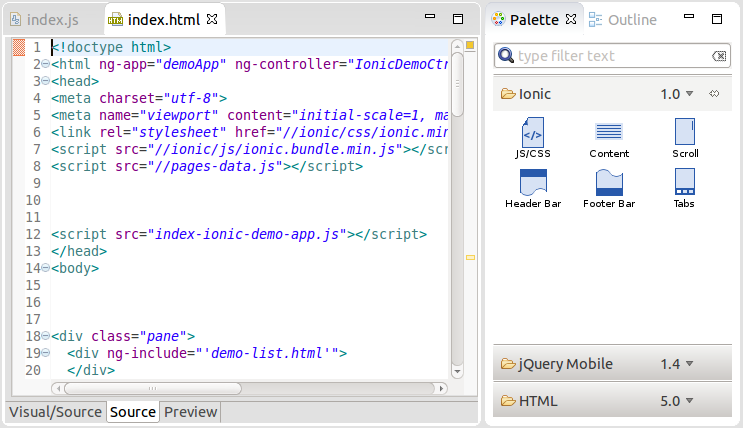 index.js index.html
1 <!doctype html>
2 <html ng-app="demoApp" ng-controller="IonicDemoCtr
3 <head>
4 <meta charset="utf-8">
5 <meta name="viewport" content="initial-scale=1, ma
6 <link rel="stylesheet" href="//ionic/css/ionic.min
7 <script src="//ionic/js/ionic.bundle.min.js"></scr
8 <script src="//pages-data.js"></script>
9
10
11
12 <script src="index-ionic-demo-app.js"></script>
13 </head>
14 <body>
15
16
17
18 <div class="pane">
19 <div ng-include="'demo-list.html'">
20 </div>
Visual/Source Source Preview
Palette Outline
type filter text
Ionic 1.0
JS/CSS Content Scroll
Header Bar Footer Bar Tabs
jQuery Mobile 1.4
HTML 5.0